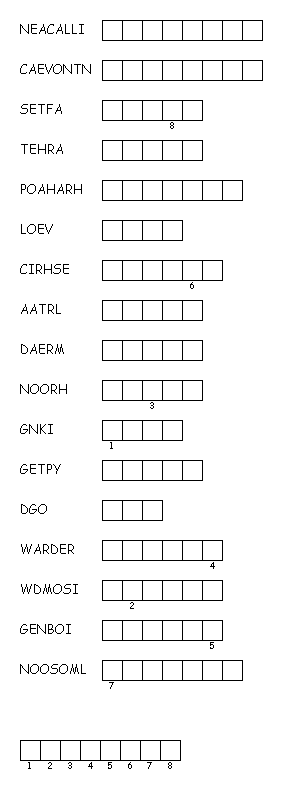 NEACALLI
CAEVONTN
SETFA
8
TEHRA
POAHARH
LOEV
CIRHSE
6
AATRL
DAERM
NOORH
3
GNKI
1
GETPY
DGO
WARDER
4
WDMOSI
2
GENBOI
5
NOOSOML
7
1 2 3 4 5 6 7 8